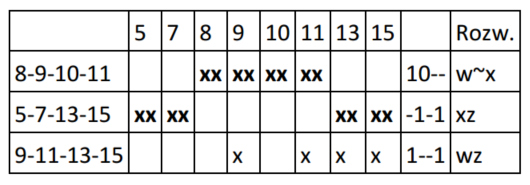 5 7 8 9 10 11 13 15 Rozw.
8-9-10-11 xx xx xx xx 10-- w~x
5-7-13-15 xx xx xx xx -1-1 xz
9-11-13-15 x x x x 1--1 wz